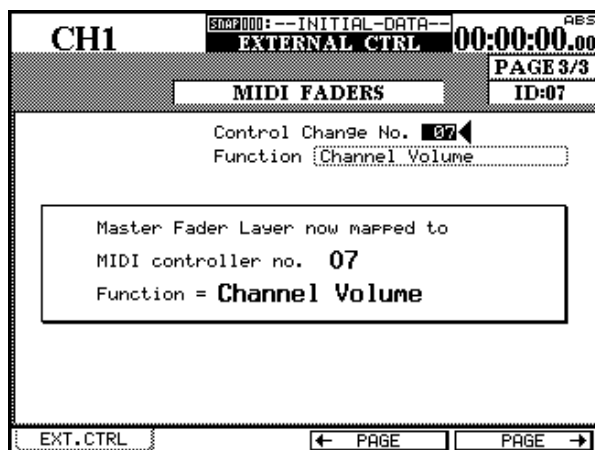 CH1
SNAP000:--INITIAL-DATA--
EXTERNAL CTRL
ABS
00:00:00.00
PAGE 3/3
MIDI FADERS
ID:07
Control Change No. 07
Function Channel Volume
Master Fader Layer now mapped to
MIDI controller no. 07
Function = Channel Volume
EXT.CTRL
← PAGE
PAGE →